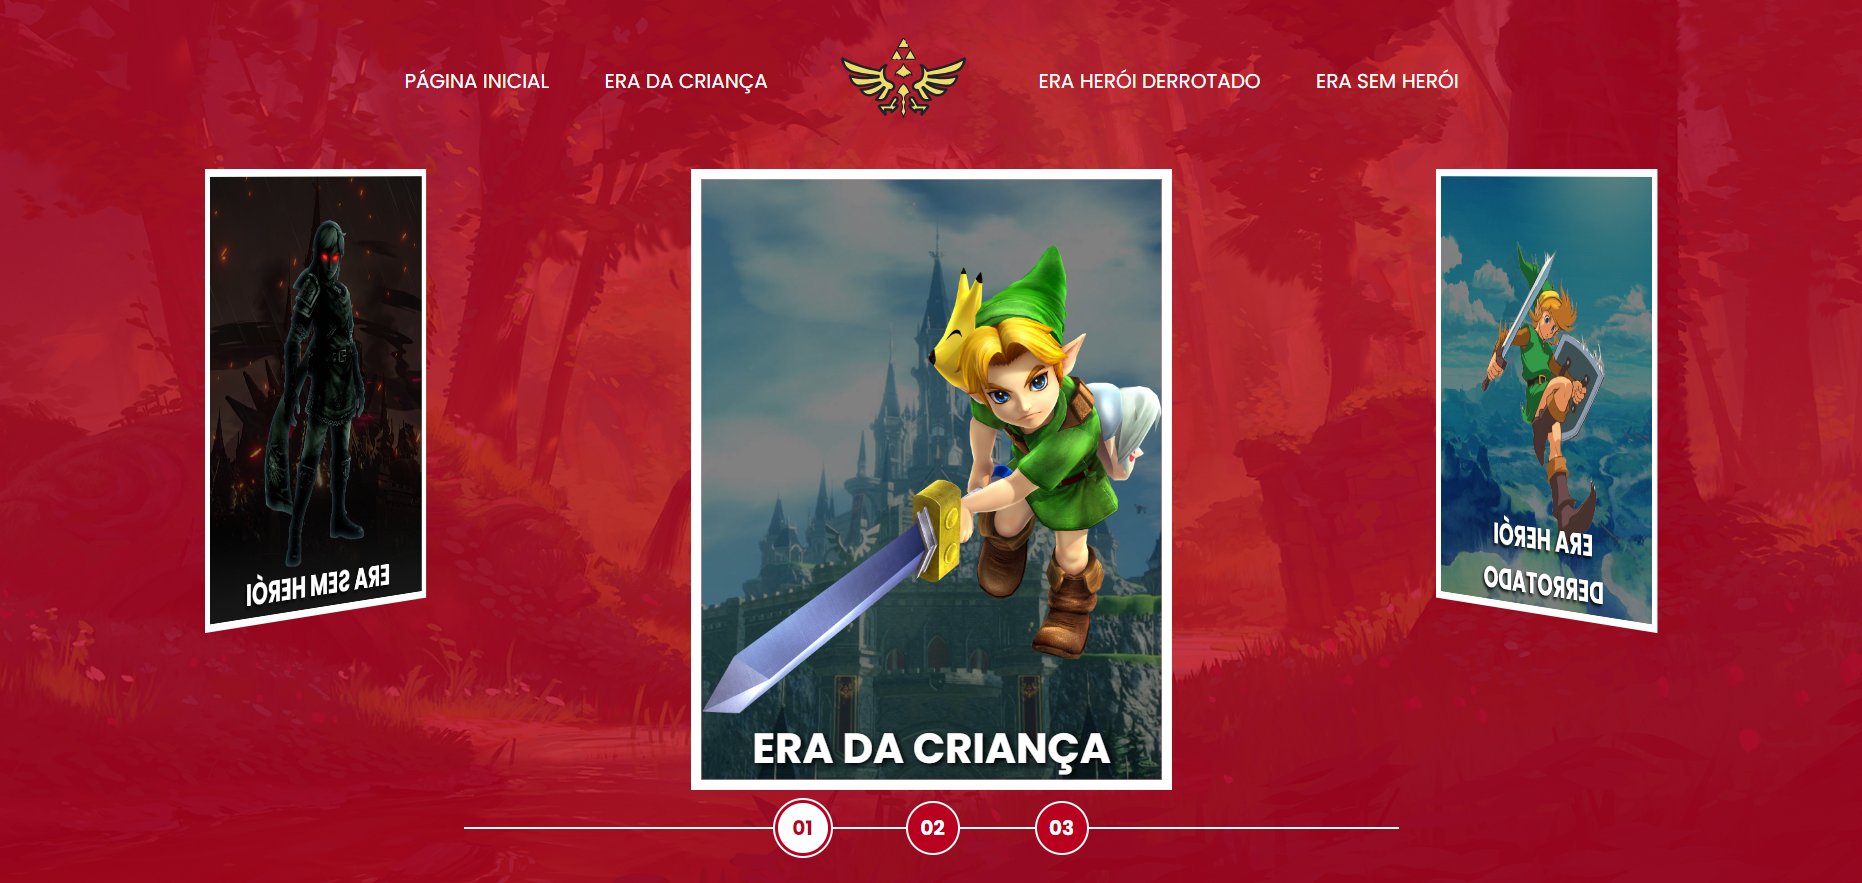 PÁGINA INICIAL
ERA DA CRIANÇA
ERA HERÓI DERROTADO
ERA SEM HERÓI
ERA SEM HERÓI
ERA DA CRIANÇA
ERA HERÓI
DERROTADO
01
02
03